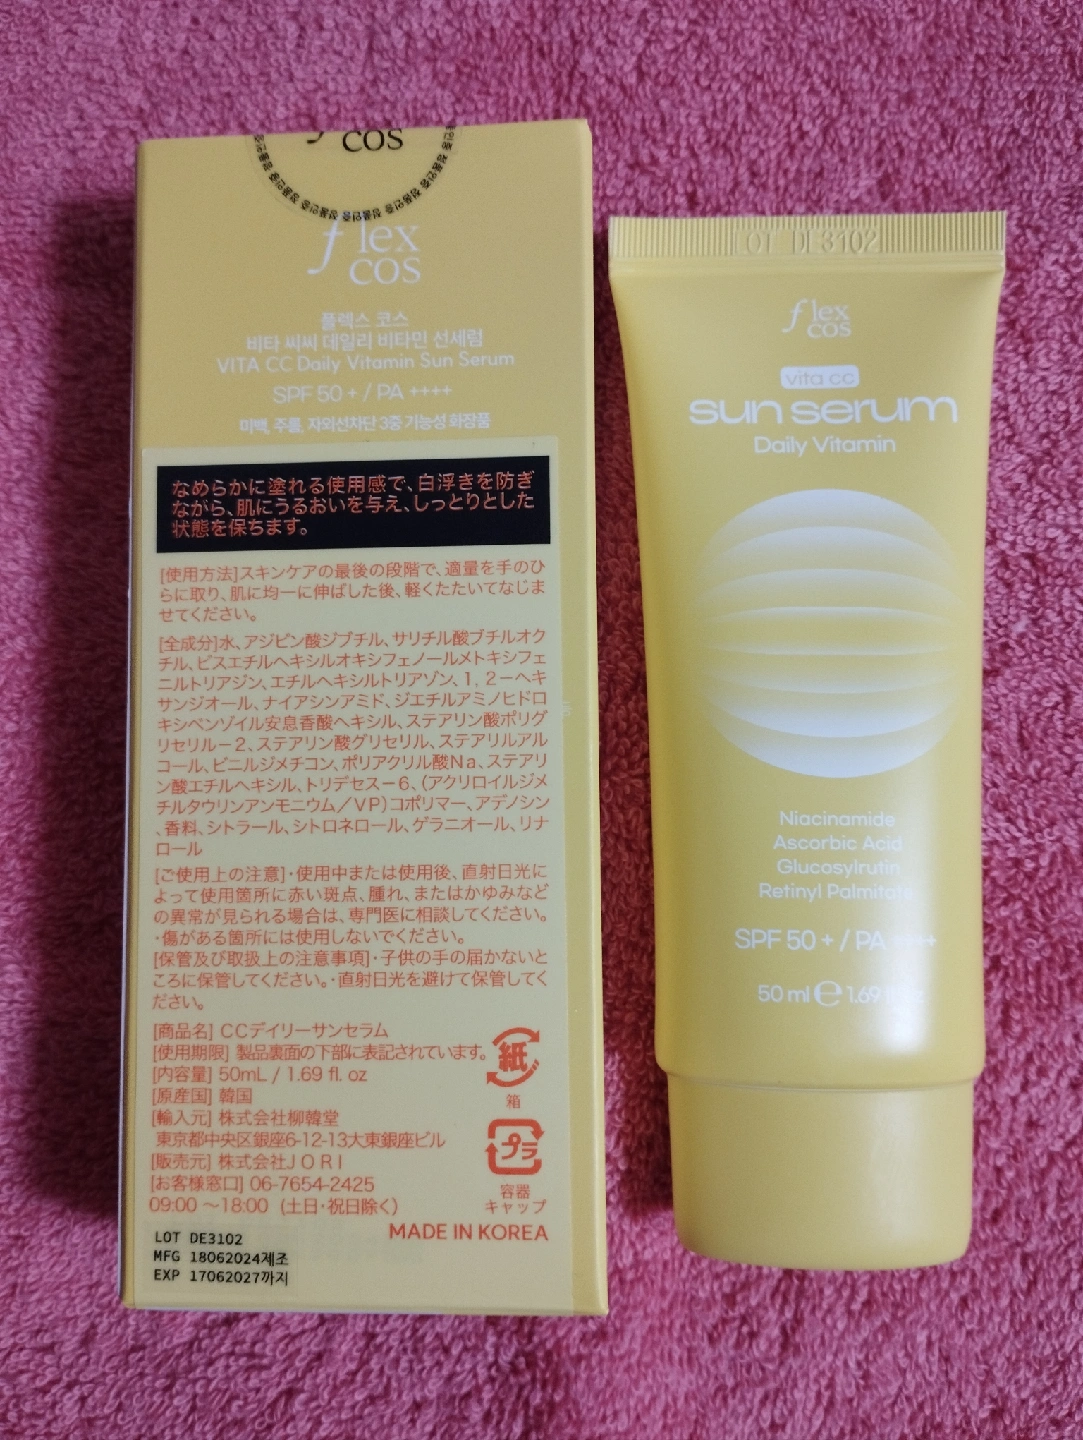 cos
flex
cos
플렉스 코스
비타 씨씨 데일리 비타민 선세럼
VITA CC Daily Vitamin Sun Serum
SPF 50 + / PA ++++
미백, 주름, 자외선차단 3중 기능성 화장품
なめらかに塗れる使用感で、白浮きを防ぎ
ながら、肌にうるおいを与え、しっとりとした
状態を保ちます。
[使用方法]スキンケアの最後の段階で、適量を手のひ
らに取り、肌に均一に伸ばした後、軽くたたいてなじま
せてください。
[全成分]水、アジピン酸ジブチル、サリチル酸ブチルオク
チル、ビスエチルヘキシルオキシフェノールメトキシフェ
ニルトリアジン、エチルヘキシルトリアゾン、1，2－ヘキ
サンジオール、ナイアシンアミド、ジエチルアミノヒドロ
キシベンゾイル安息香酸ヘキシル、ステアリン酸ポリグ
リセリル－2、ステアリン酸グリセリル、ステアリルアル
コール、ビニルジメチコン、ポリアクリル酸Na、ステアリ
ン酸エチルヘキシル、トリデセス－6、（アクリロイルジメ
チルタウリンアンモニウム／VP）コポリマー、アデノシン
、香料、シトラール、シトロネロール、ゲラニオール、リナ
ロール
[ご使用上の注意]・使用中または使用後、直射日光に
よって使用箇所に赤い斑点、腫れ、またはかゆみなど
の異常が見られる場合は、専門医に相談してください。
・傷がある箇所には使用しないでください。
[保管及び取扱上の注意事項]・子供の手の届かないと
ころに保管してください。・直射日光を避けて保管してく
ださい。
[商品名] CCデイリーサンセラム
[使用期限] 製品裏面の下部に表記されています。
[内容量] 50mL / 1.69 fl. oz
[原産国] 韓国
[輸入元] 株式会社柳韓堂
東京都中央区銀座6-12-13大東銀座ビル
[販売元] 株式会社JORI
[お客様窓口] 06-7654-2425
09:00 ～18:00 (土日・祝日除く)
紙
箱
プラ
容器
キャップ
MADE IN KOREA
LOT DE3102
MFG 18062024제조
EXP 17062027까지
LOT DE3102
flex
cos
vita cc
sun serum
Daily Vitamin
Niacinamide
Ascorbic Acid
Glucosylrutin
Retinyl Palmitate
SPF 50 + / PA ++++
50 ml ℮ 1.69